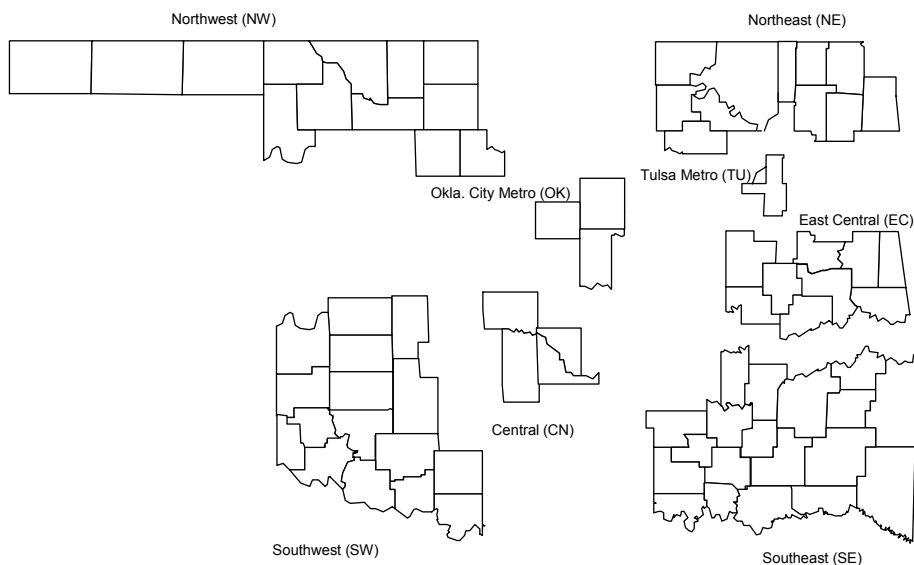 Northwest (NW)
Northeast (NE)
Okla. City Metro (OK)
Tulsa Metro (TU)
East Central (EC)
Central (CN)
Southwest (SW)
Southeast (SE)